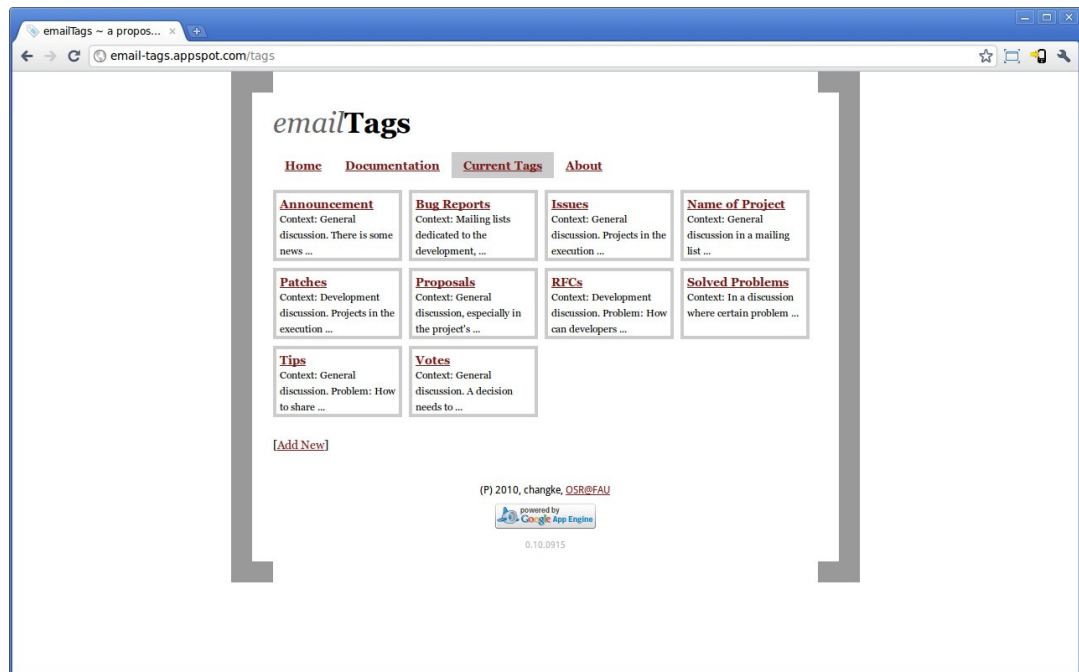 emailTags ~ a propos...
email-tags.appspot.com/tags
emailTags
Home Documentation Current Tags About
Announcement
Context: General
discussion. There is some
news ...
Bug Reports
Context: Mailing lists
dedicated to the
development, ...
Issues
Context: General
discussion. Projects in the
execution ...
Name of Project
Context: General
discussion in a mailing
list ...
Patches
Context: Development
discussion. Projects in the
execution ...
Proposals
Context: General
discussion, especially in
the project's ...
RFCs
Context: Development
discussion. Problem: How
can developers ...
Solved Problems
Context: In a discussion
where certain problem ...
Tips
Context: General
discussion. Problem: How
to share ...
Votes
Context: General
discussion. A decision
needs to ...
[Add New]
(P) 2010, changke, OSR@FAU
powered by
Google App Engine
0.10.0915